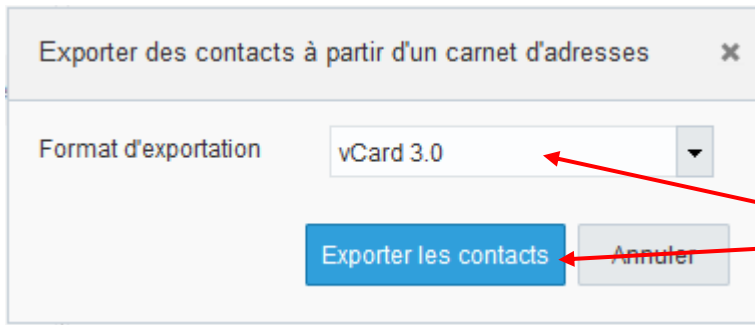 Exporter des contacts à partir d'un carnet d'adresses
Format d'exportation vCard 3.0
Exporter les contacts Annuler